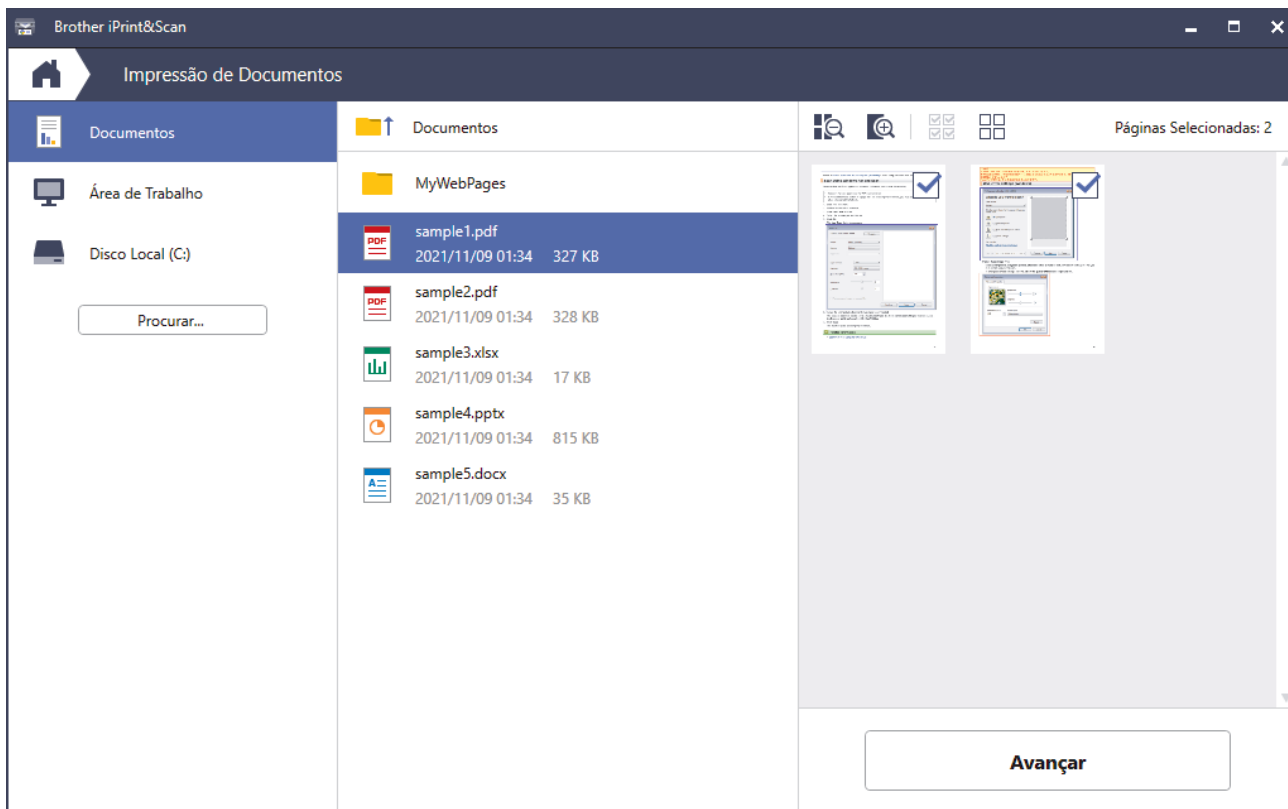 Brother iPrint&Scan
Impressão de Documentos
Documentos
Área de Trabalho
Disco Local (C:)
Procurar...
Documentos
MyWebPages
sample1.pdf
2021/11/09 01:34 327 KB
sample2.pdf
2021/11/09 01:34 328 KB
sample3.xlsx
2021/11/09 01:34 17 KB
sample4.pptx
2021/11/09 01:34 815 KB
sample5.docx
2021/11/09 01:34 35 KB
Páginas Selecionadas: 2
Avançar